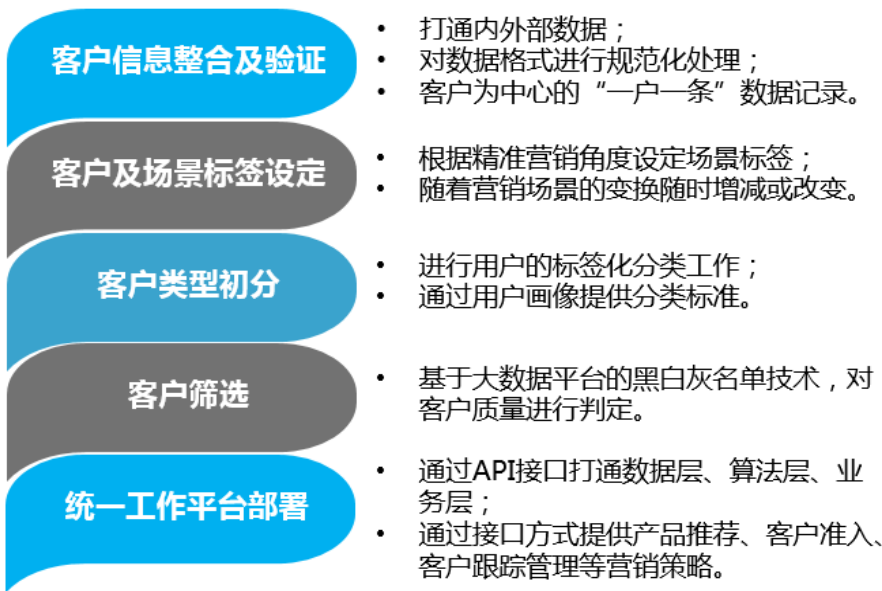 客户信息整合及验证
• 打通内外部数据；
• 对数据格式进行规范化处理；
• 客户为中心的“一户一条”数据记录。
客户及场景标签设定
• 根据精准营销角度设定场景标签；
• 随着营销场景的变换随时增减或改变。
客户类型初分
• 进行用户的标签化分类工作；
• 通过用户画像提供分类标准。
客户筛选
• 基于大数据平台的黑白灰名单技术，对
客户质量进行判定。
统一工作平台部署
• 通过API接口打通数据层、算法层、业
务层；
• 通过接口方式提供产品推荐、客户准入、
客户跟踪管理等营销策略。